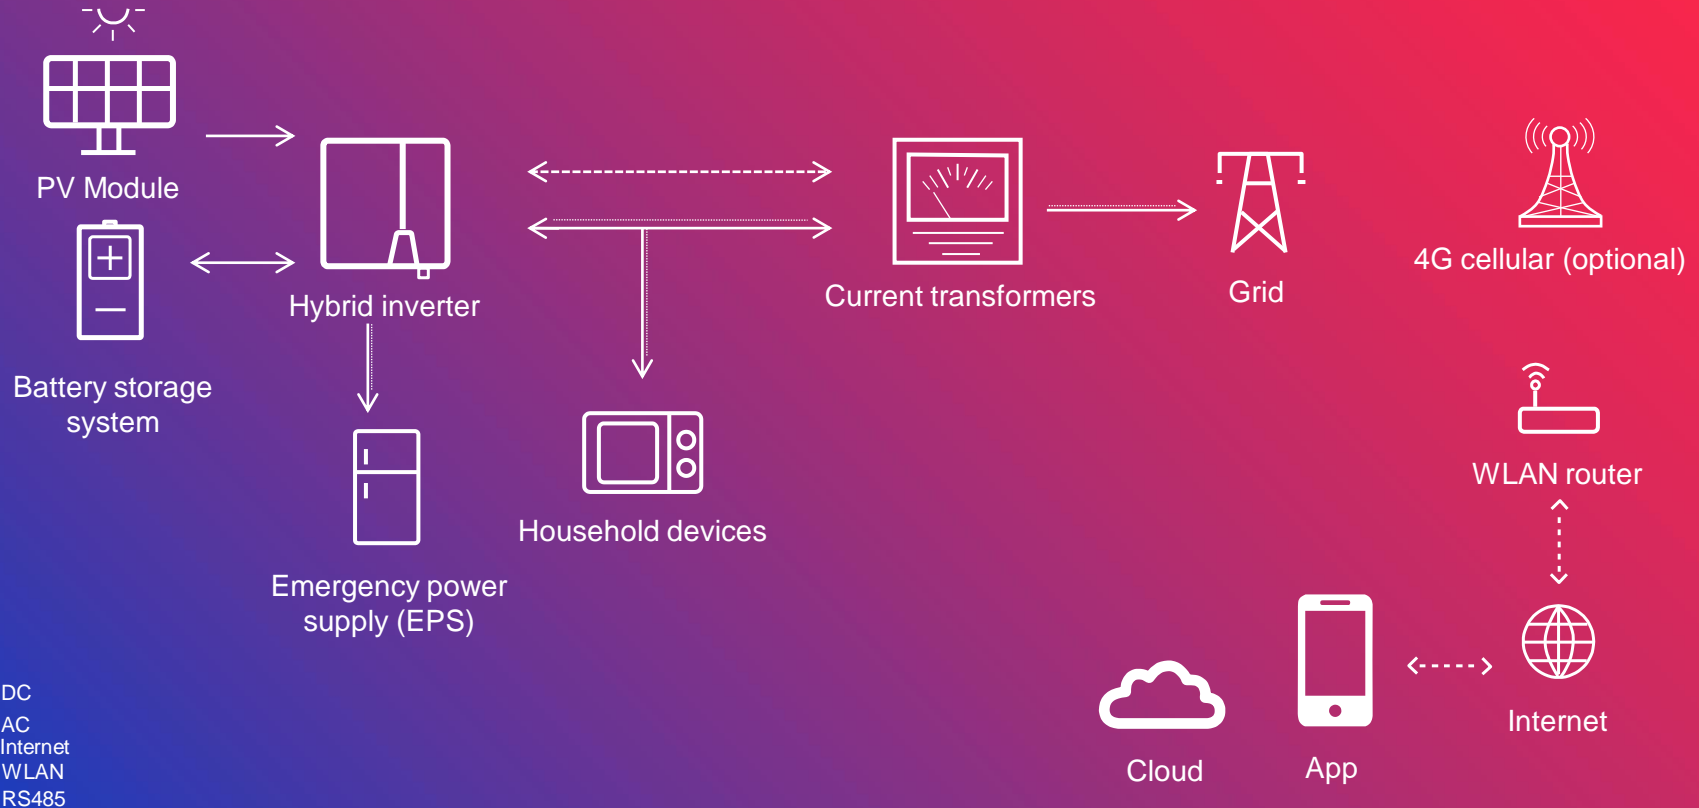 PV Module
Hybrid inverter
Current transformers
Grid
4G cellular (optional)
Battery storage
system
WLAN router
Household devices
Emergency power
supply (EPS)
Internet
App
Cloud
DC
AC
Internet
WLAN
RS485